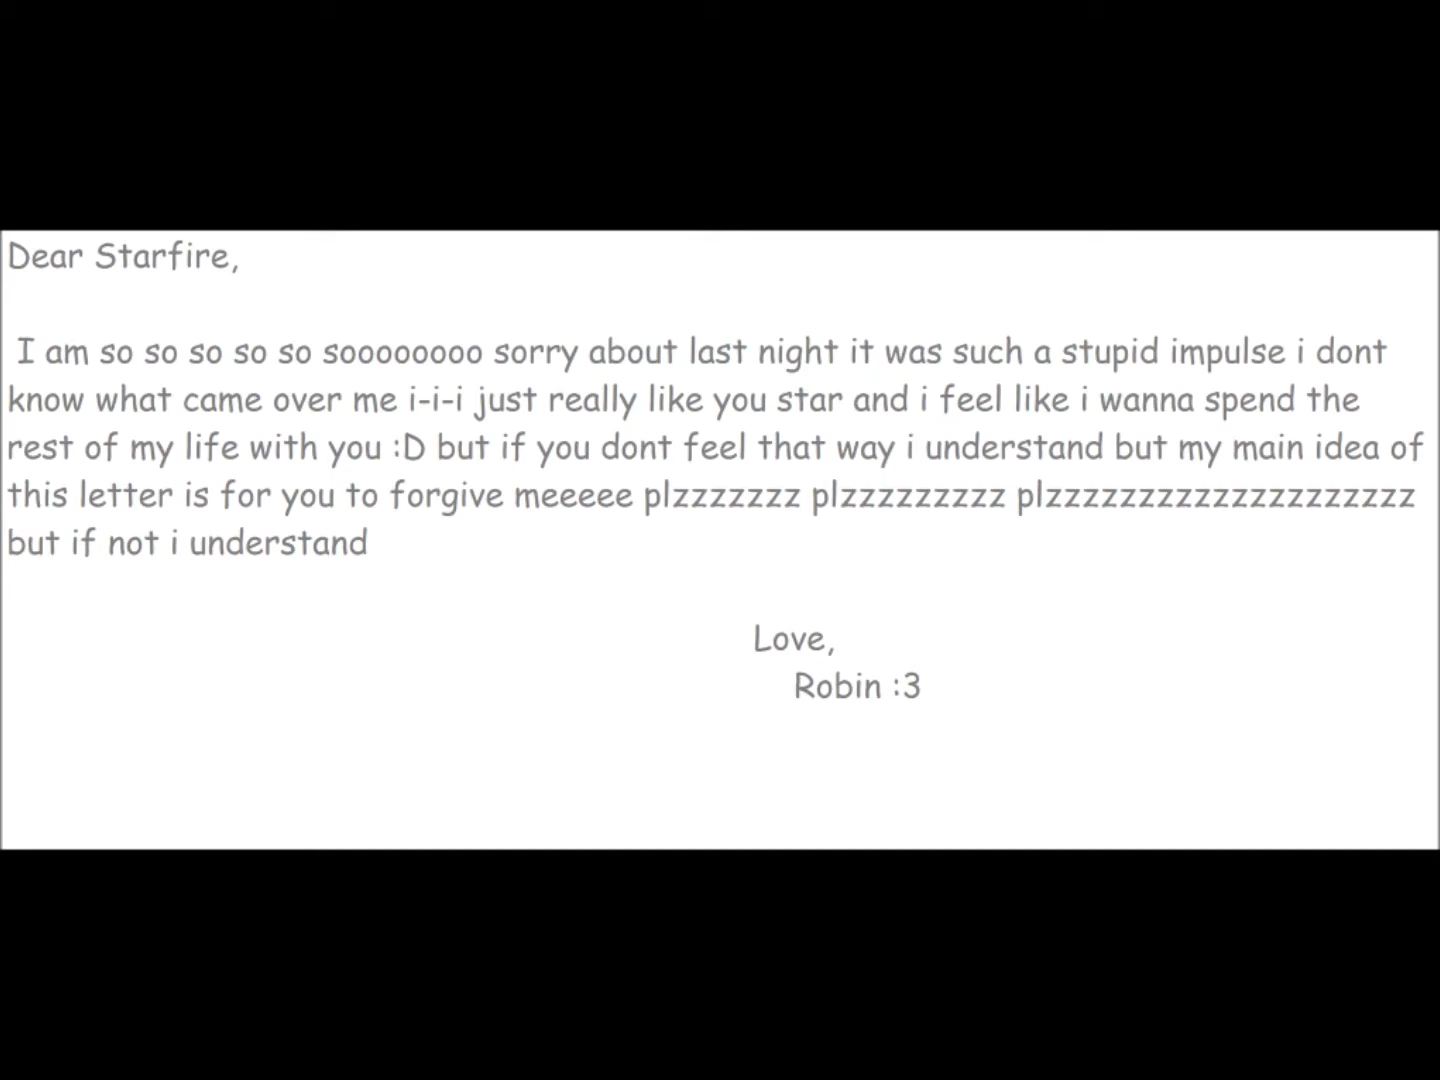 Dear Starfire,
I am so so so so so soooooooo sorry about last night it was such a stupid impulse i dont
know what came over me i-i-i just really like you star and i feel like i wanna spend the
rest of my life with you :D but if you dont feel that way i understand but my main idea of
this letter is for you to forgive meeeee plzzzzzzz plzzzzzzzzz plzzzzzzzzzzzzzzzzzzzz
but if not i understand
Love,
Robin :3